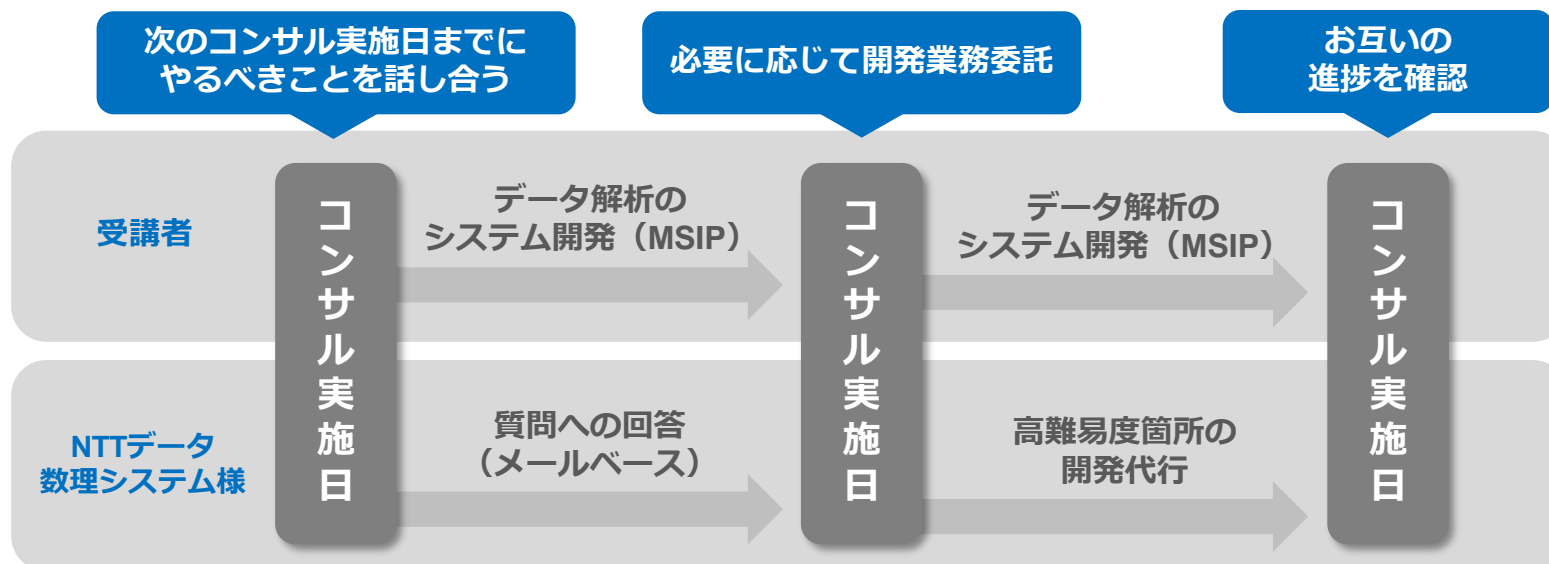 次のコンサル実施日までに
やるべきことを話し合う
必要に応じて開発業務委託
お互いの
進捗を確認
受講者
コンサル実施日
データ解析の
システム開発（MSIP）
コンサル実施日
データ解析の
システム開発（MSIP）
コンサル実施日
NTTデータ
数理システム様
質問への回答
（メールベース）
高難易度箇所の
開発代行